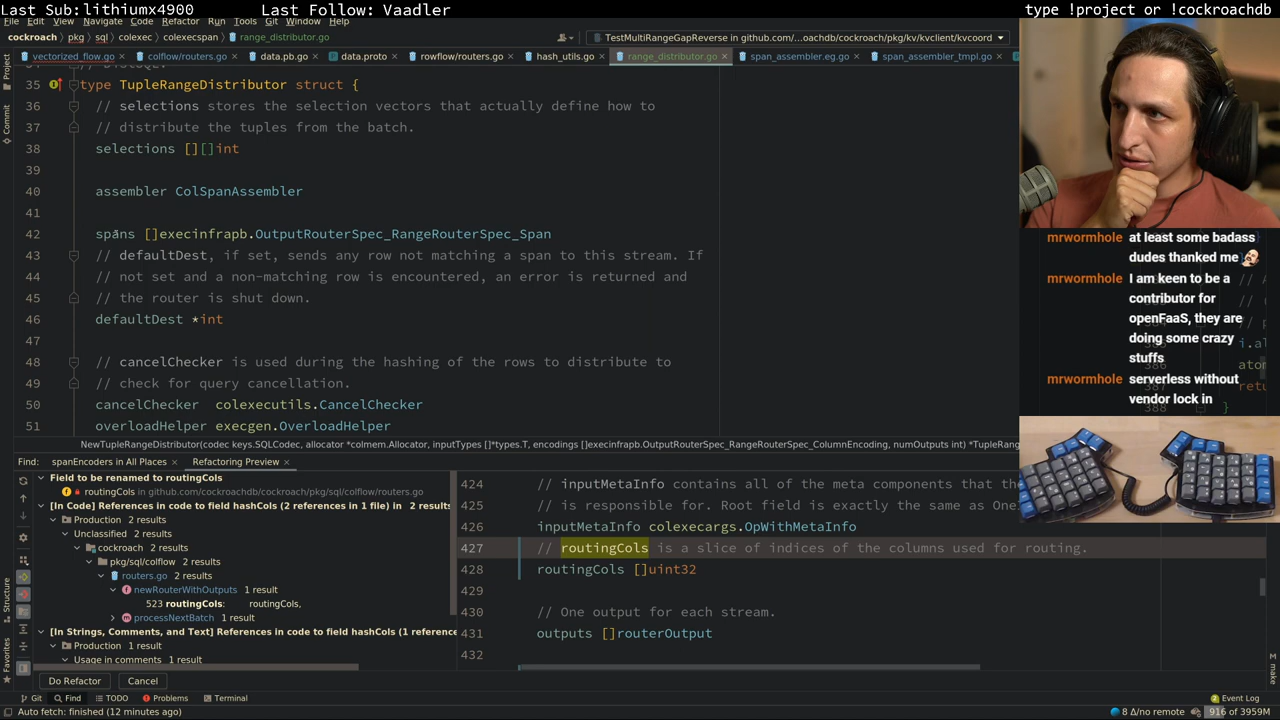 Last Sub:lithiumx4900
Last Follow: Vaadler
type !project or !cockroachdb
File Edit View Navigate Code Refactor Run Tools Git Window Help
cockroach pkg sql colexec colexecspan range_distributor.go
TestMultiRangeGapReverse in github.com/...oachdb/cockroach/pkg/kv/kvclient/kvcoord
vectorized_flow.go colflow/routers.go data.pb.go data.proto rowflow/routers.go hash_utils.go range_distributor.go span_assembler.eg.go span_assembler_tmpl.go
35 type TupleRangeDistributor struct {
36 // selections stores the selection vectors that actually define how to
37 // distribute the tuples from the batch.
38 selections [][]int
39
40 assembler ColSpanAssembler
41
42 spans []execinfrapb.OutputRouterSpec_RangeRouterSpec_Span
43 // defaultDest, if set, sends any row not matching a span to this stream. If
44 // not set and a non-matching row is encountered, an error is returned and
45 // the router is shut down.
46 defaultDest *int
47
48 // cancelChecker is used during the hashing of the rows to distribute to
49 // check for query cancellation.
50 cancelChecker colexecutils.CancelChecker
51 overloadHelper execgen.OverloadHelper
NewTupleRangeDistributor(codec keys.SQLCodec, allocator *colmem.Allocator, inputTypes []*types.T, encodings []execinfrapb.OutputRouterSpec_RangeRouterSpec_ColumnEncoding, numOutputs int) *TupleRang
Find: spanEncoders in All Places Refactoring Preview
Field to be renamed to routingCols
routingCols in github.com/cockroachdb/cockroach/pkg/sql/colflow/routers.go
[In Code] References in code to field hashCols (2 references in 1 file) in 2 results
Production 2 results
Unclassified 2 results
cockroach 2 results
pkg/sql/colflow 2 results
routers.go 2 results
newRouterWithOutputs 1 result
523 routingCols: routingCols,
processNextBatch 1 result
[In Strings, Comments, and Text] References in code to field hashCols (1 reference
Production 1 result
Usage in comments 1 result
Do Refactor Cancel
424 // inputMetaInfo contains all of the meta components that the
425 // is responsible for. Root field is exactly the same as One
426 inputMetaInfo colexecargs.OpWithMetaInfo
427 // routingCols is a slice of indices of the columns used for routing.
428 routingCols []uint32
429
430 // One output for each stream.
431 outputs []routerOutput
432
mrwormhole at least some badass
dudes thanked me
mrwormhole I am keen to be a
contributor for
openFaaS, they are
doing some crazy
stuffs
mrwormhole serverless without
vendor lock in
// A
//
// p
i.al
386 ato
387 retu
388 }
Project
Commit
Structure
Favorites
make
Git Find TODO Problems Terminal
Event Log
Auto fetch: finished (12 minutes ago)
8 Δ/no remote 916 of 3959M